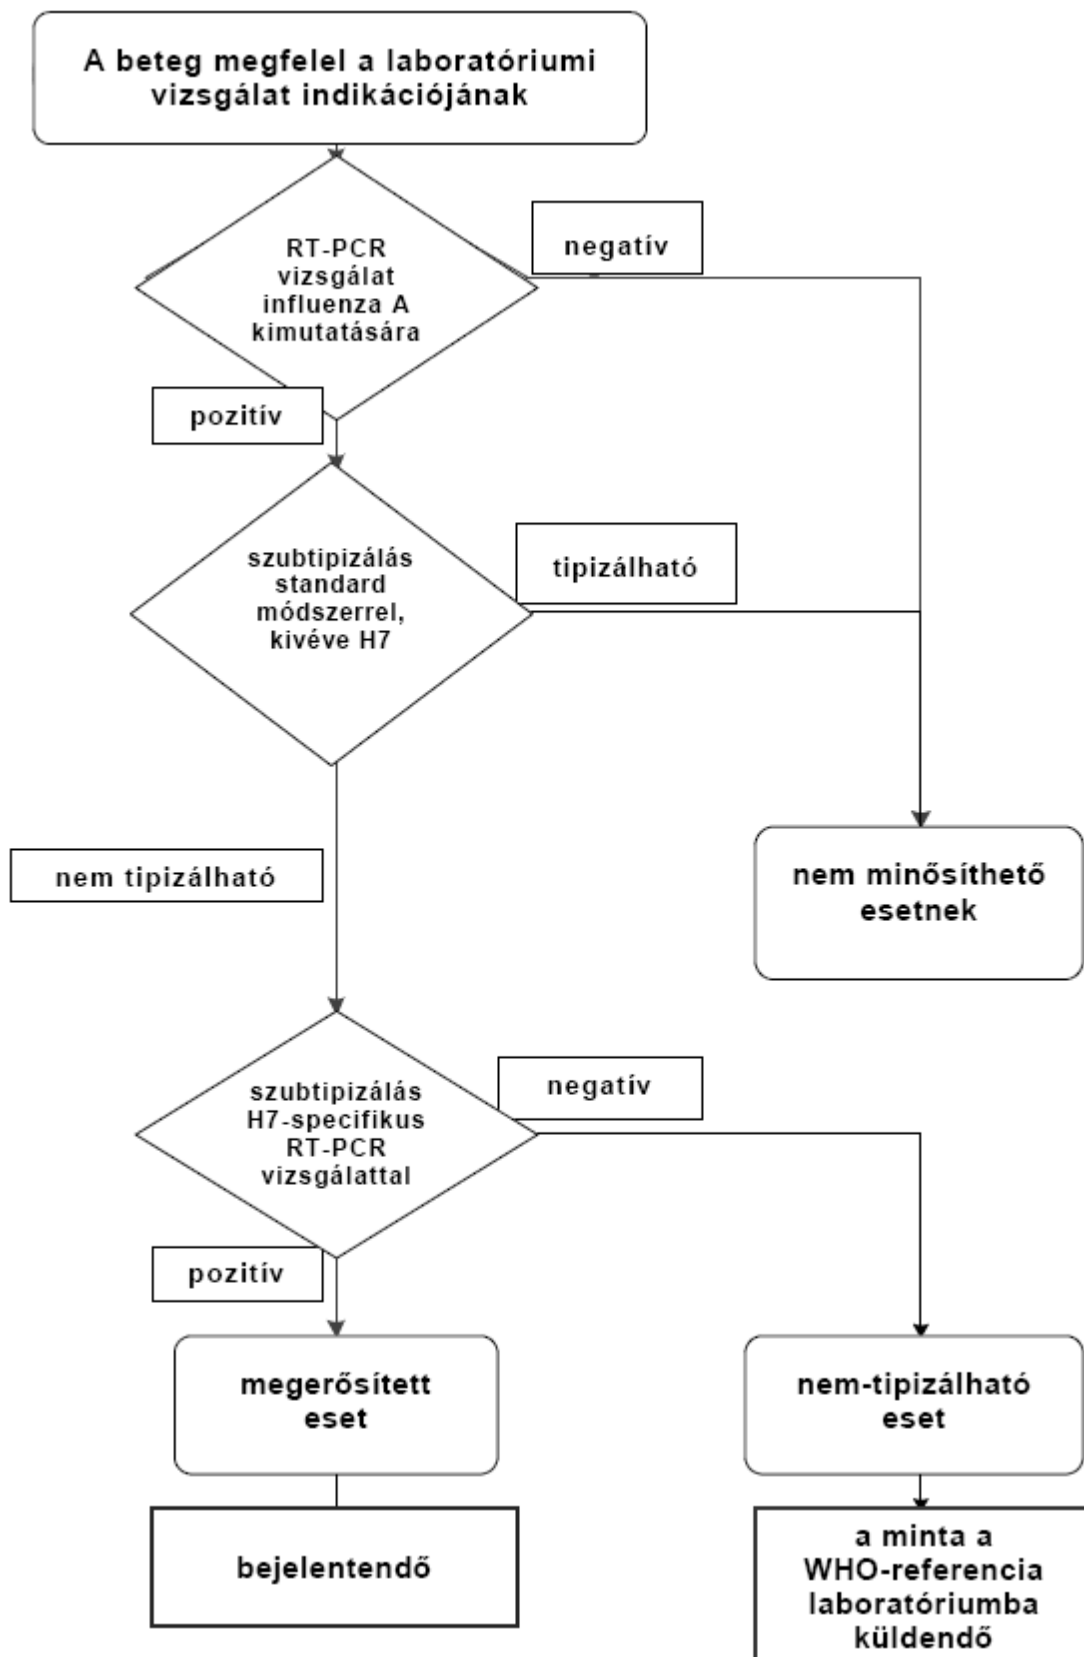 A beteg megfelel a laboratóriumi
vizsgálat indikációjának
RT-PCR
vizsgálat
influenza A
kimutatására
negatív
pozitív
szubtipizálás
standard
módszerrel,
kivéve H7
tipizálható
nem tipizálható
nem minősíthető
esetnek
szubtipizálás
H7-specifikus
RT-PCR
vizsgálattal
negatív
pozitív
megerősített
eset
nem-tipizálható
eset
bejelentendő
a minta a
WHO-referencia
laboratóriumba
küldendő